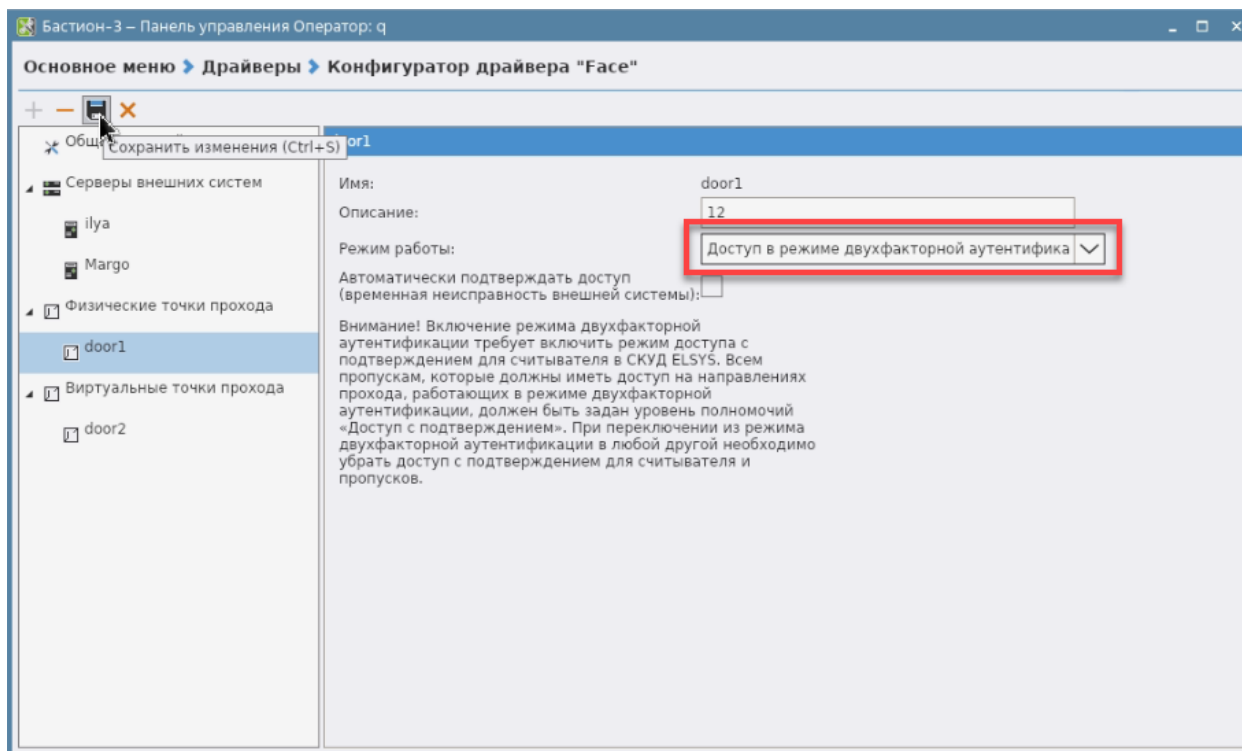 Бастион-3 – Панель управления Оператор: q
Основное меню Драйверы Конфигуратор драйвера "Face"
Сохранить изменения (Ctrl+S)
door1
Серверы внешних систем
ilya
Margo
Физические точки прохода
door1
Виртуальные точки прохода
door2
Имя: door1
Описание: 12
Режим работы: Доступ в режиме двухфакторной аутентифика
Автоматически подтверждать доступ
(временная неисправность внешней системы):
Внимание! Включение режима двухфакторной
аутентификации требует включить режим доступа с
подтверждением для считывателя в СКУД ELSYS. Всем
пропускам, которые должны иметь доступ на направлениях
прохода, работающих в режиме двухфакторной
аутентификации, должен быть задан уровень полномочий
«Доступ с подтверждением». При переключении из режима
двухфакторной аутентификации в любой другой необходимо
убрать доступ с подтверждением для считывателя и
пропусков.